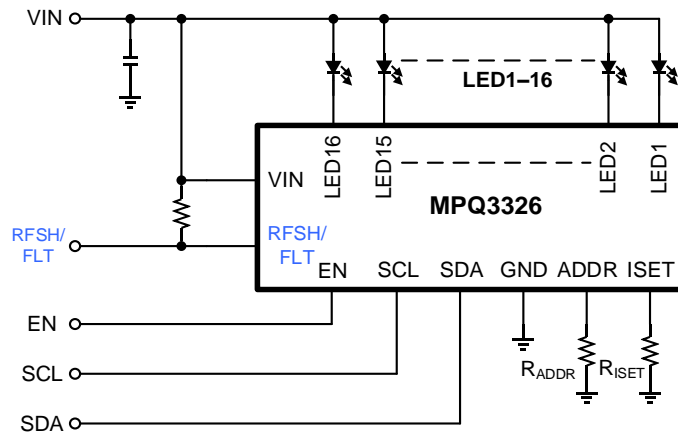 VIN
LED1–16
LED16
LED15
LED2
LED1
VIN
MPQ3326
RFSH/
FLT
RFSH/
FLT
EN
SCL
SDA
GND
ADDR
ISET
EN
SCL
SDA
RADDR
RISET